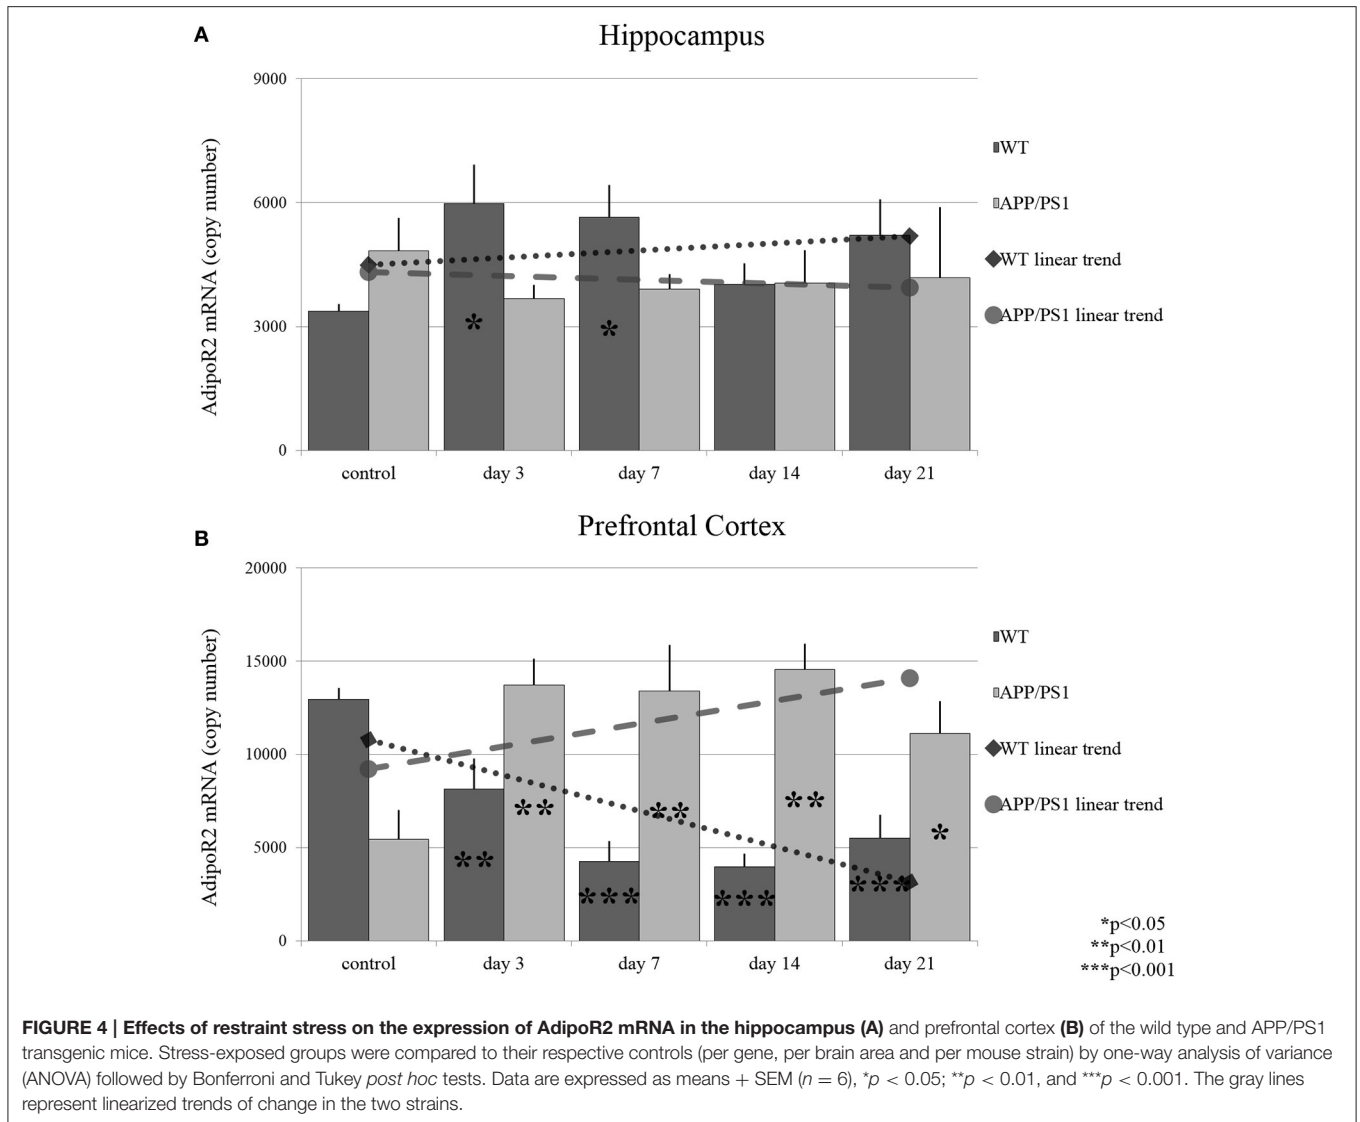 A
Hippocampus
AdipoR2 mRNA (copy number)
9000
6000
3000
0
* *
control day 3 day 7 day 14 day 21
WT
APP/PS1
WT linear trend
APP/PS1 linear trend
B
Prefrontal Cortex
AdipoR2 mRNA (copy number)
20000
15000
10000
5000
0
** ** *** ** *** ** *** *
control day 3 day 7 day 14 day 21
WT
APP/PS1
WT linear trend
APP/PS1 linear trend
*p<0.05
**p<0.01
***p<0.001
FIGURE 4 | Effects of restraint stress on the expression of AdipoR2 mRNA in the hippocampus (A) and prefrontal cortex (B) of the wild type and APP/PS1
transgenic mice. Stress-exposed groups were compared to their respective controls (per gene, per brain area and per mouse strain) by one-way analysis of variance
(ANOVA) followed by Bonferroni and Tukey post hoc tests. Data are expressed as means + SEM (n = 6), *p < 0.05; **p < 0.01, and ***p < 0.001. The gray lines
represent linearized trends of change in the two strains.